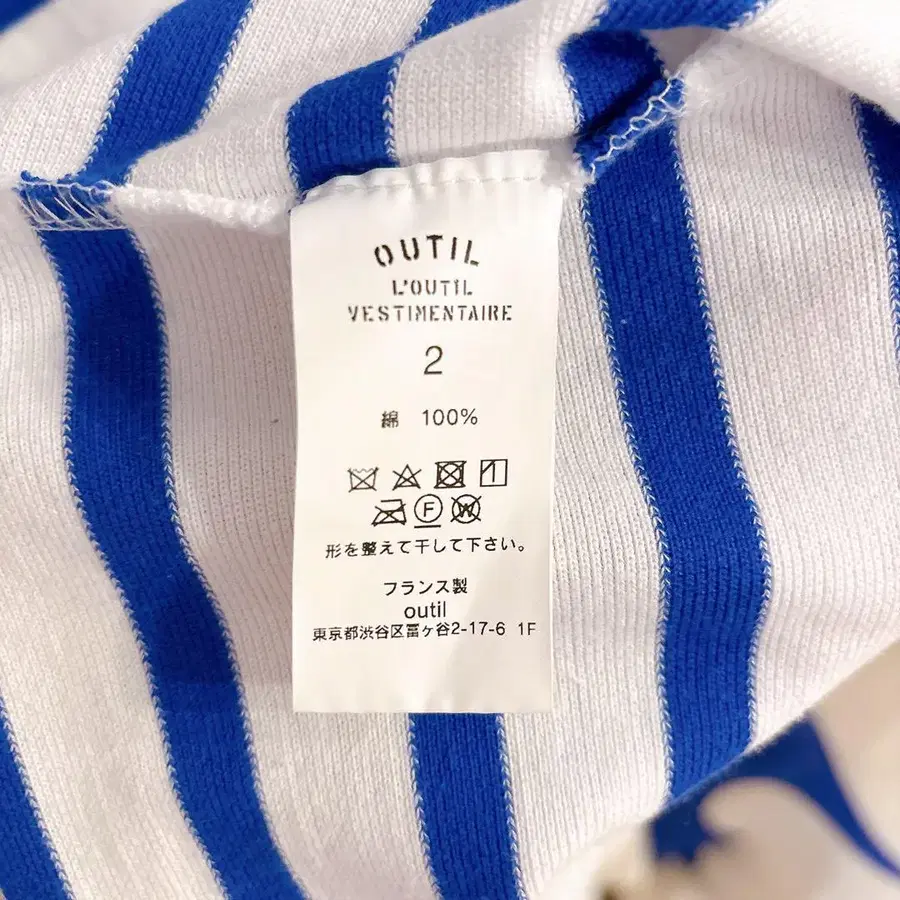 OUTIL
L'OUTIL
VESTIMENTAIRE
2
綿 100%
F W
形を整えて干して下さい。
フランス製
outil
東京都渋谷区冨ヶ谷2-17-6 1F